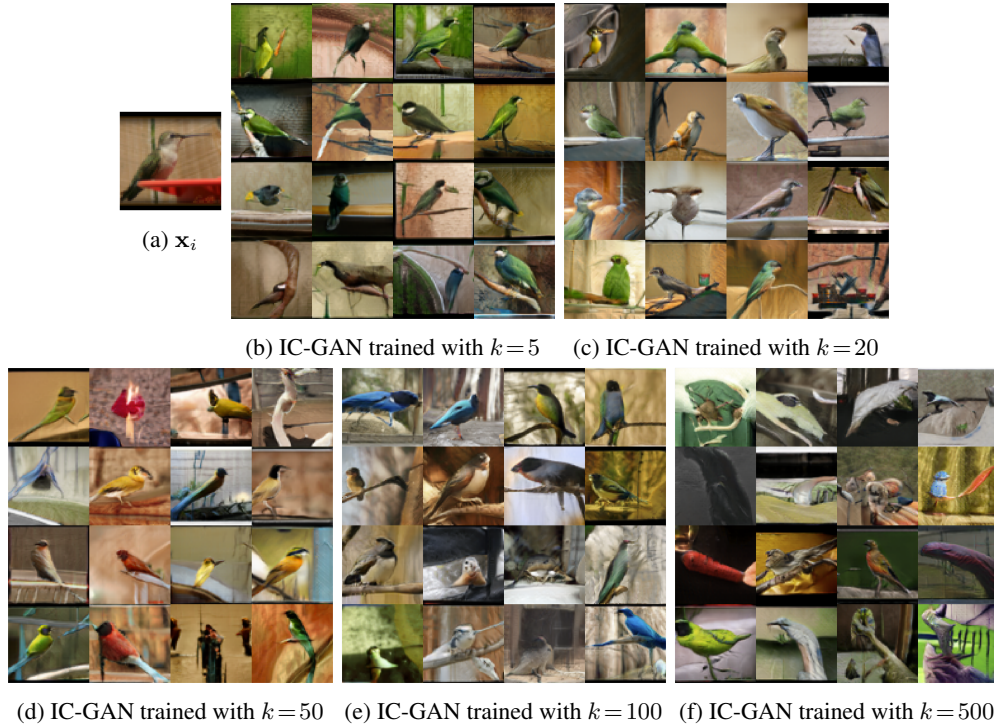 (a) x_i
(b) IC-GAN trained with k = 5
(c) IC-GAN trained with k = 20
(d) IC-GAN trained with k = 50
(e) IC-GAN trained with k = 100
(f) IC-GAN trained with k = 500